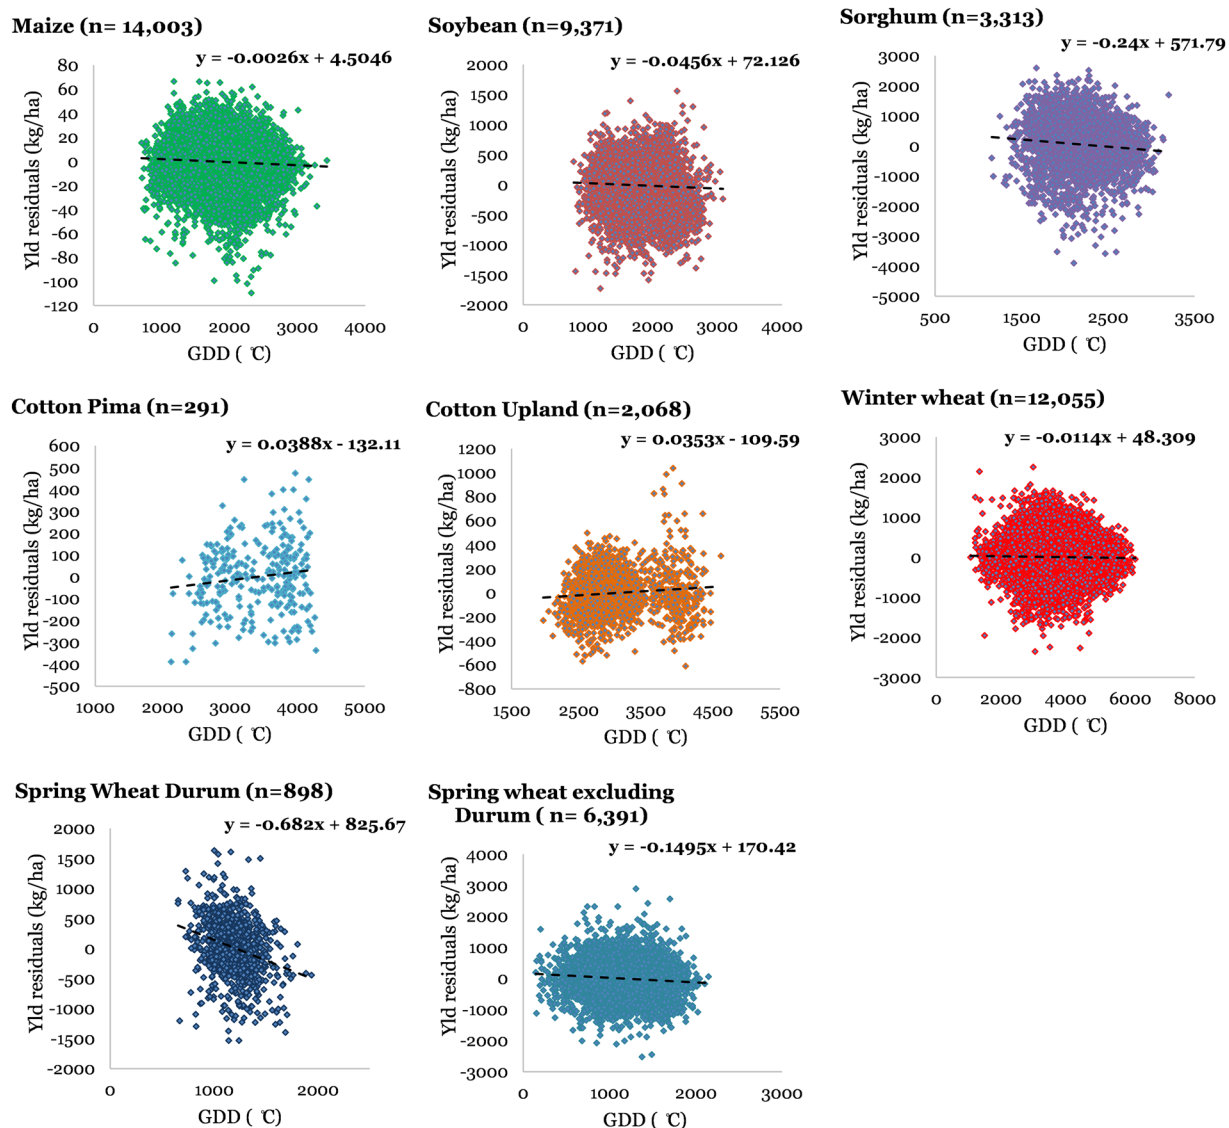 Maize (n= 14,003)
y = -0.0026x + 4.5046
Yld residuals (kg/ha)
80
60
40
20
0
-20
-40
-60
-80
-100
-120
0 1000 2000 3000 4000
GDD ( ℃)
Soybean (n=9,371)
y = -0.0456x + 72.126
Yld residuals (kg/ha)
2000
1500
1000
500
0
-500
-1000
-1500
-2000
0 1000 2000 3000 4000
GDD ( ℃)
Sorghum (n=3,313)
y = -0.24x + 571.79
Yld residuals (kg/ha)
3000
2000
1000
0
-1000
-2000
-3000
-4000
-5000
500 1500 2500 3500
GDD ( ℃)
Cotton Pima (n=291)
y = 0.0388x - 132.11
Yld residuals (kg/ha)
600
500
400
300
200
100
0
-100
-200
-300
-400
-500
1000 2000 3000 4000 5000
GDD ( ℃)
Cotton Upland (n=2,068)
y = 0.0353x - 109.59
Yld residuals (kg/ha)
1200
1000
800
600
400
200
0
-200
-400
-600
-800
1500 2500 3500 4500 5500
GDD ( ℃)
Winter wheat (n=12,055)
y = -0.0114x + 48.309
Yld residuals (kg/ha)
3000
2000
1000
0
-1000
-2000
-3000
0 2000 4000 6000 8000
GDD ( ℃)
Spring Wheat Durum (n=898)
y = -0.682x + 825.67
Yld residuals (kg/ha)
2000
1500
1000
500
0
-500
-1000
-1500
-2000
0 1000 2000
GDD ( ℃)
Spring wheat excluding
Durum ( n= 6,391)
y = -0.1495x + 170.42
Yld residuals (kg/ha)
4000
3000
2000
1000
0
-1000
-2000
-3000
0 1000 2000 3000
GDD ( ℃)